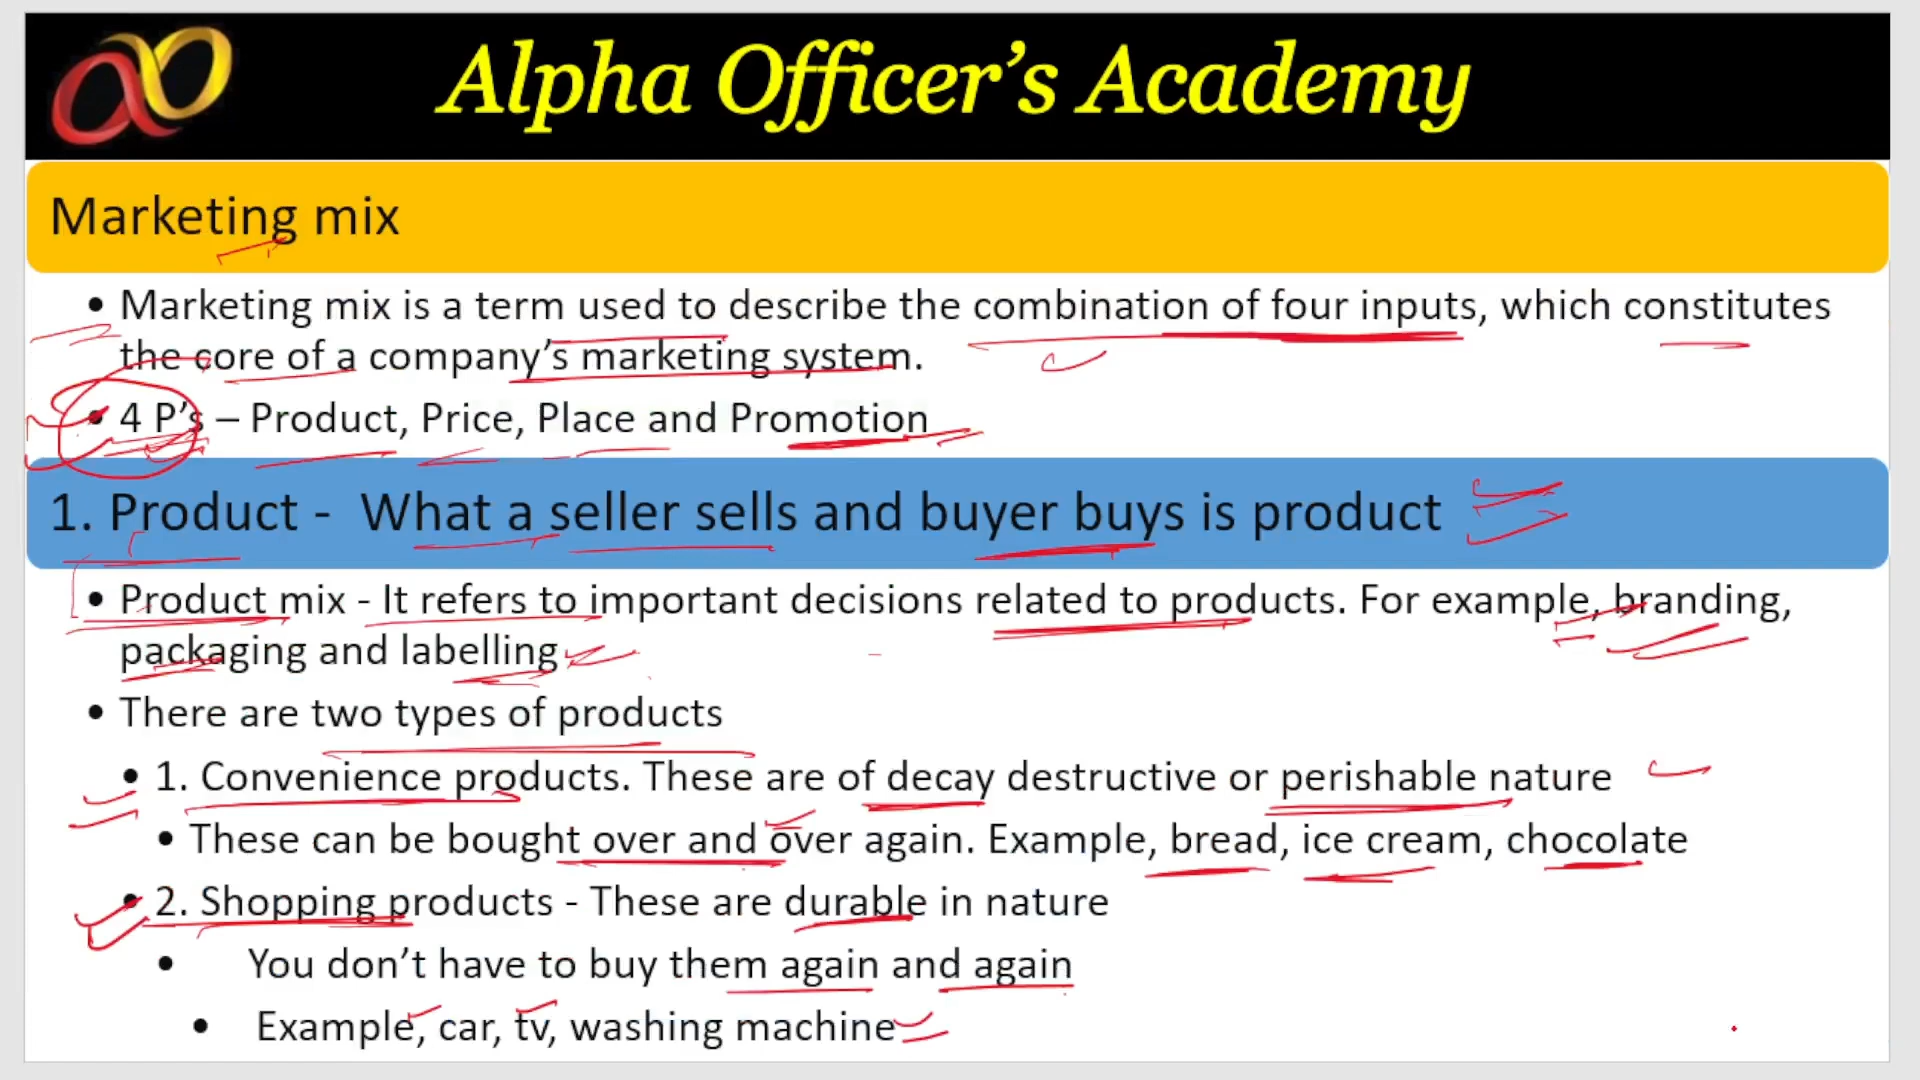 Alpha Officer's Academy
Marketing mix
• Marketing mix is a term used to describe the combination of four inputs, which constitutes
the core of a company's marketing system.
• 4 P's – Product, Price, Place and Promotion
1. Product - What a seller sells and buyer buys is product
• Product mix - It refers to important decisions related to products. For example, branding,
packaging and labelling
• There are two types of products
• 1. Convenience products. These are of decay destructive or perishable nature
• These can be bought over and over again. Example, bread, ice cream, chocolate
• 2. Shopping products - These are durable in nature
• You don't have to buy them again and again
• Example, car, tv, washing machine